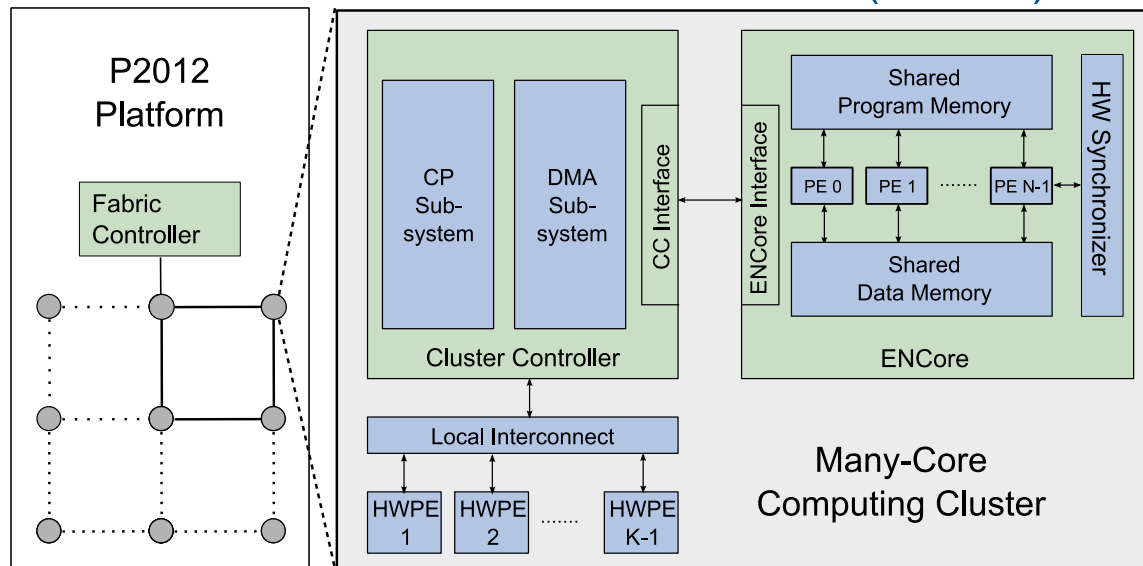 P2012
Platform
Fabric
Controller
CP
Sub-
system
DMA
Sub-
system
CC Interface
Cluster Controller
ENCore Interface
Shared
Program Memory
PE 0
PE 1
........
PE N-1
Shared
Data Memory
HW Synchronizer
ENCore
Local Interconnect
HWPE
1
HWPE
2
........
HWPE
K-1
Many-Core
Computing Cluster